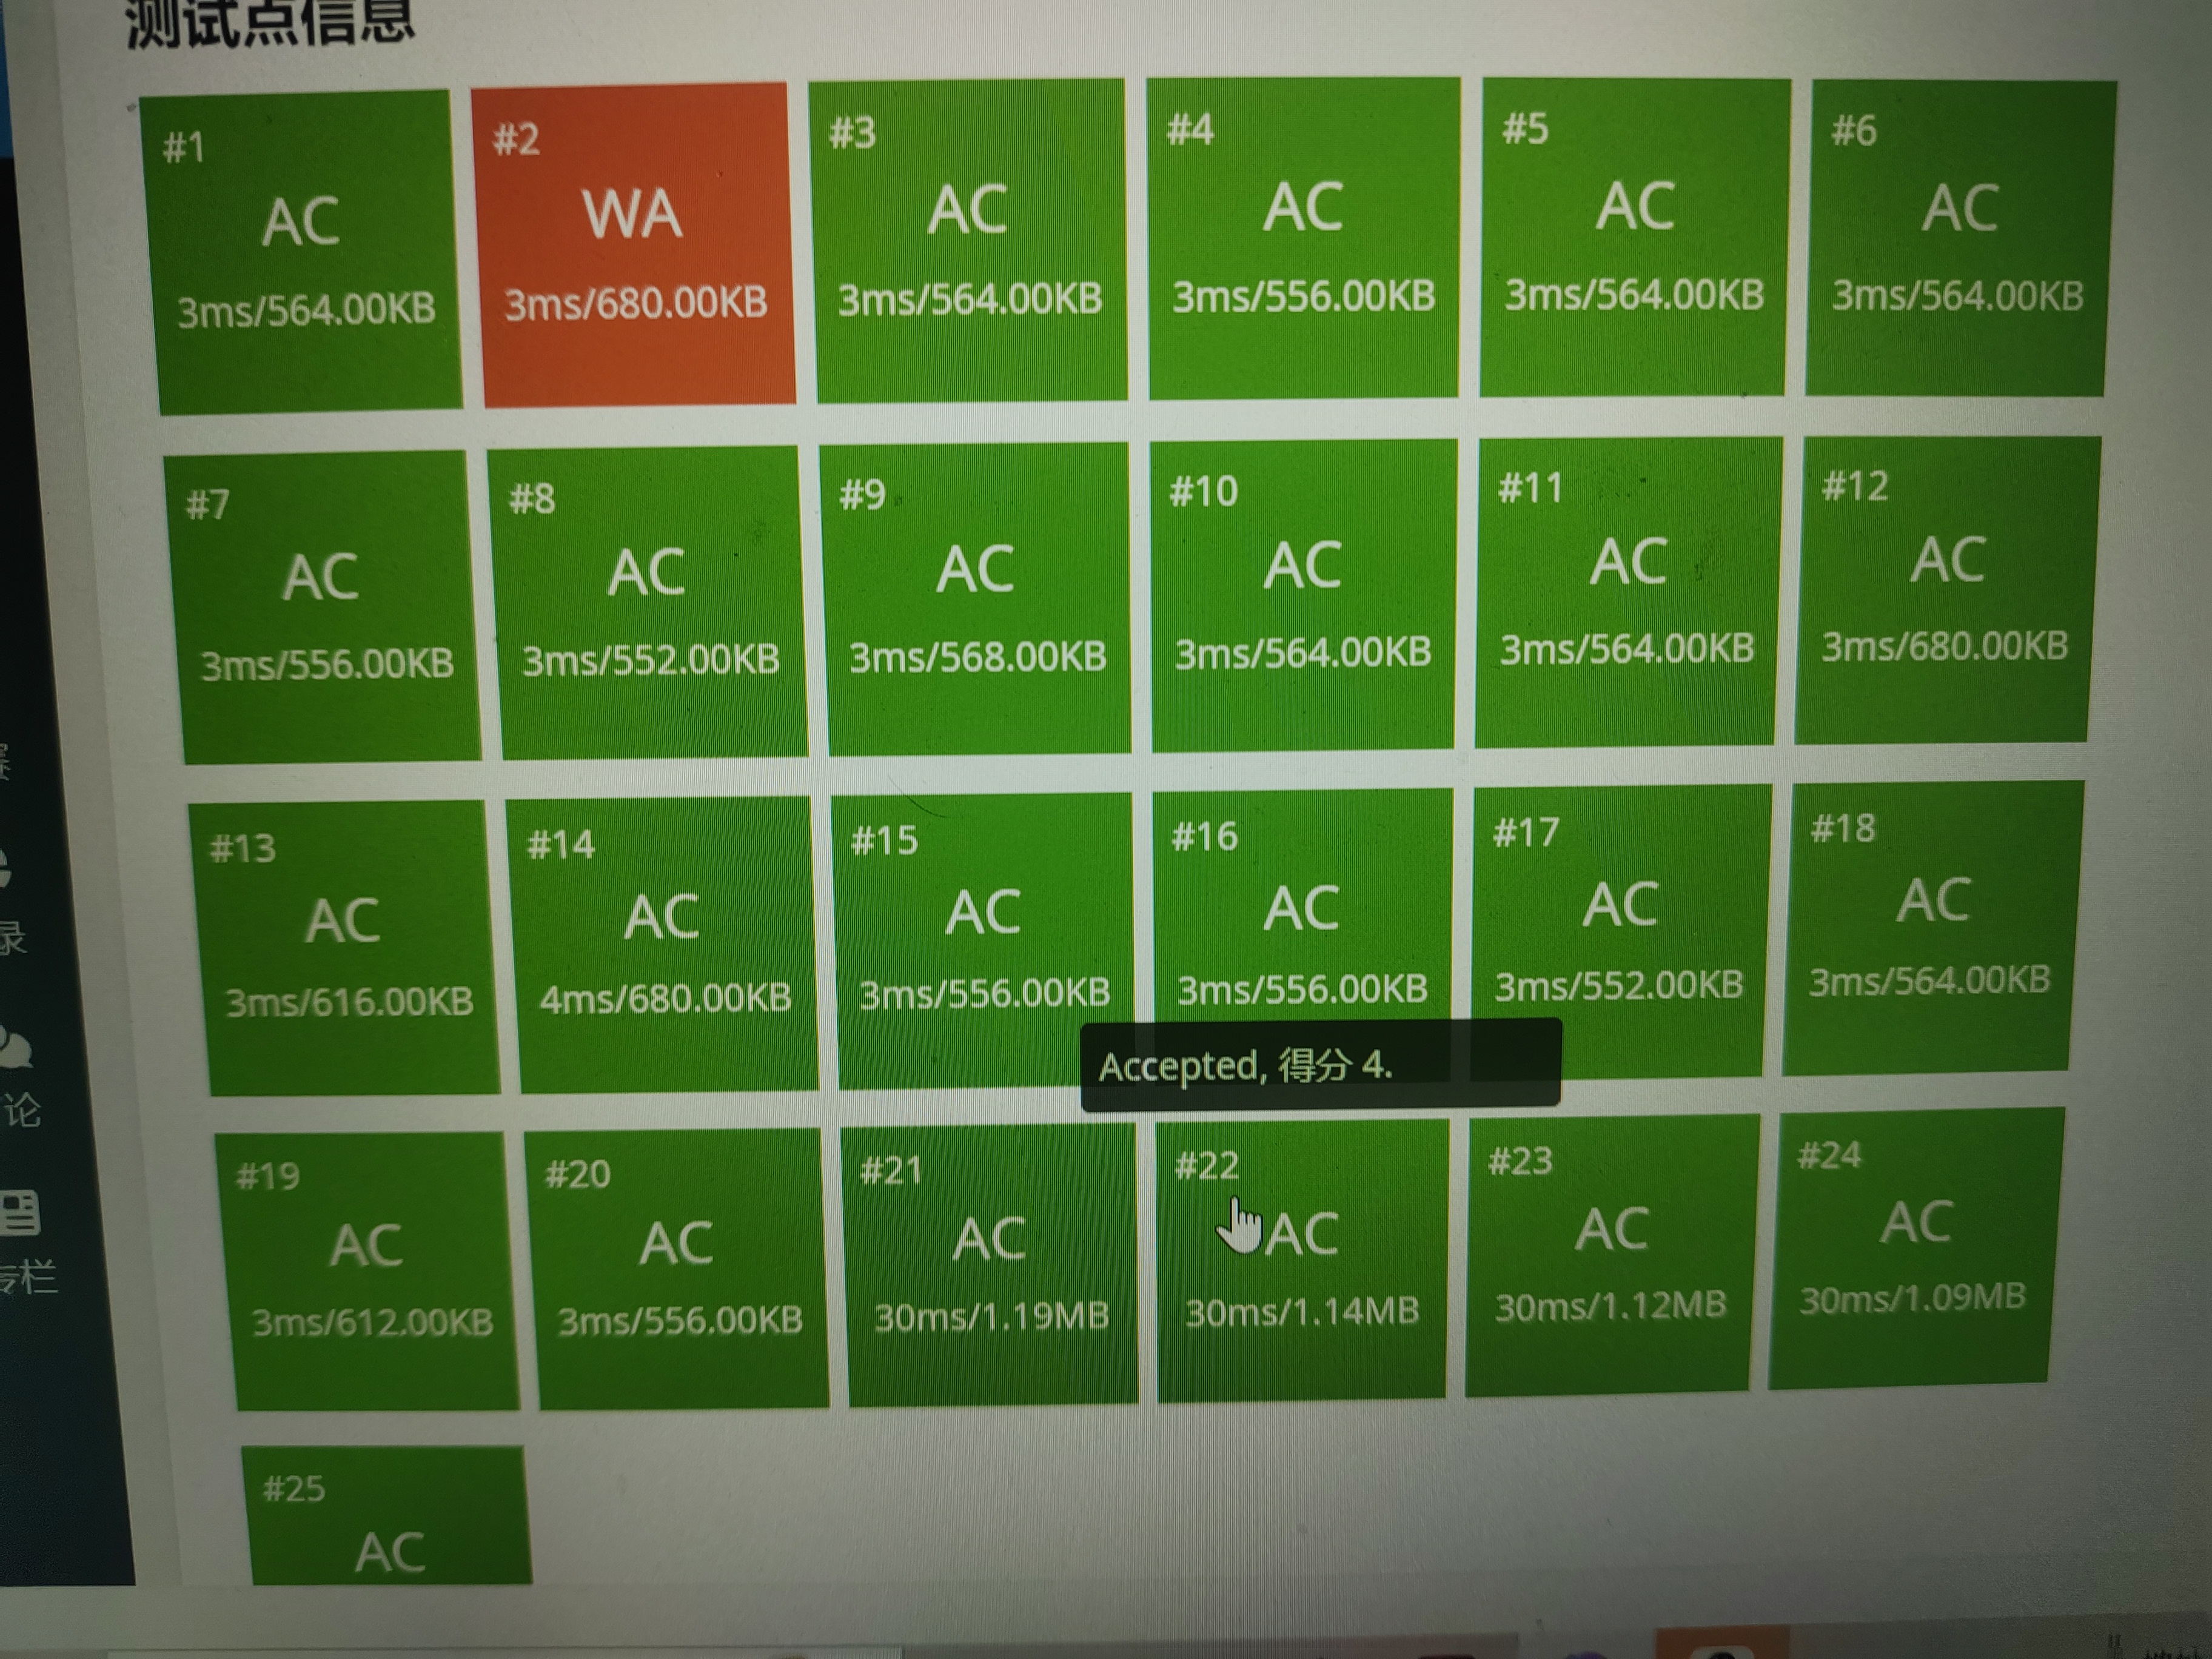 测试点信息
#1
AC
3ms/564.00KB
#2
WA
3ms/680.00KB
#3
AC
3ms/564.00KB
#4
AC
3ms/556.00KB
#5
AC
3ms/564.00KB
#6
AC
3ms/564.00KB
#7
AC
3ms/556.00KB
#8
AC
3ms/552.00KB
#9
AC
3ms/568.00KB
#10
AC
3ms/564.00KB
#11
AC
3ms/564.00KB
#12
AC
3ms/680.00KB
#13
AC
3ms/616.00KB
#14
AC
4ms/680.00KB
#15
AC
3ms/556.00KB
#16
AC
3ms/556.00KB
#17
AC
3ms/552.00KB
#18
AC
3ms/564.00KB
Accepted, 得分 4.
#19
AC
3ms/612.00KB
#20
AC
3ms/556.00KB
#21
AC
30ms/1.19MB
#22
AC
30ms/1.14MB
#23
AC
30ms/1.12MB
#24
AC
30ms/1.09MB
#25
AC
录
论
专栏